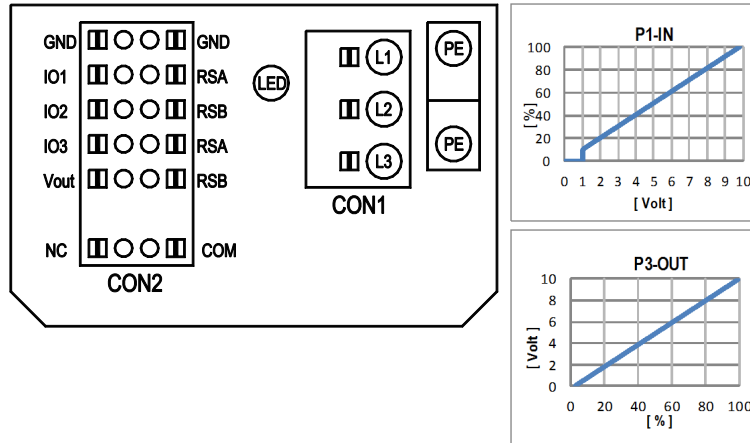 GND GND
IO1 RSA
IO2 RSB
IO3 RSA
Vout RSB
NC COM
CON2
LED
L1
L2
L3
CON1
PE
PE
P1-IN
[ % ]
100
80
60
40
20
0
0 1 2 3 4 5 6 7 8 9 10
[ Volt ]
P3-OUT
[ Volt ]
10
8
6
4
2
0
0 20 40 60 80 100
[ % ]